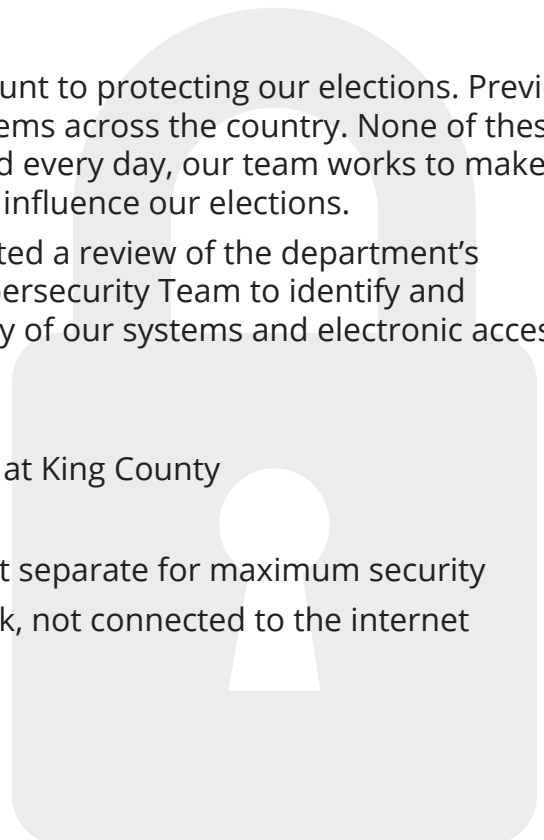 unt to protecting our elections. Previ
ems across the country. None of thes
d every day, our team works to make
influence our elections.
ted a review of the department’s
ersecurity Team to identify and
y of our systems and electronic acces
at King County
t separate for maximum security
k, not connected to the internet